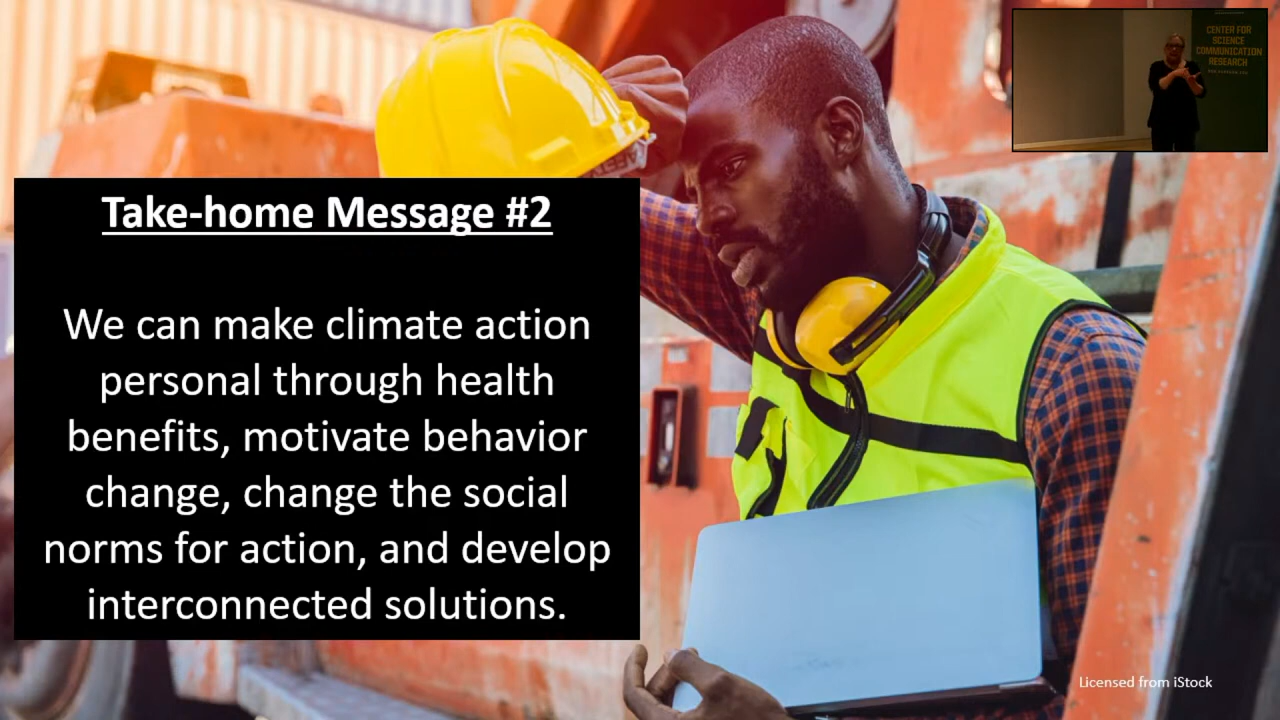 Take-home Message #2
We can make climate action
personal through health
benefits, motivate behavior
change, change the social
norms for action, and develop
interconnected solutions.
CENTER FOR
SCIENCE
COMMUNICATION
RESEARCH
Licensed from iStock